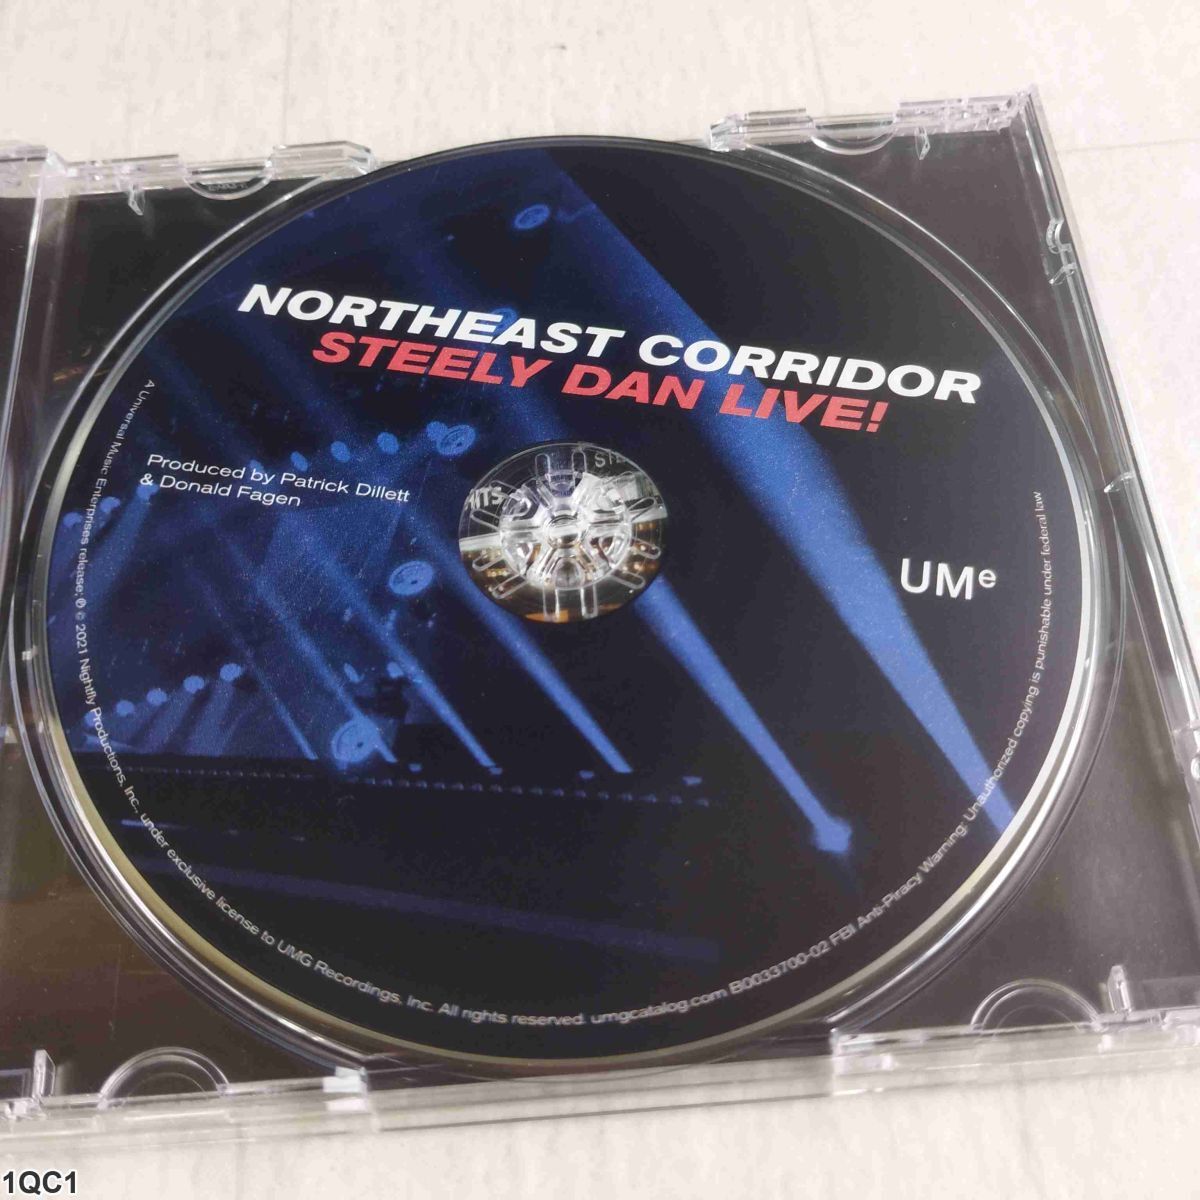 NORTHEAST CORRIDOR
STEELY DAN LIVE!
Produced by Patrick Dillett
& Donald Fagen
HITS
STE
UMe
A Universal Music Enterprises release; ℗ © 2021 Nightfly Productions, Inc., under exclusive license to UMG Recordings, Inc. All rights reserved. umgcatalog.com B0033700-02 FBI Anti-Piracy Warning: Unauthorized copying is punishable under federal law
1QC1